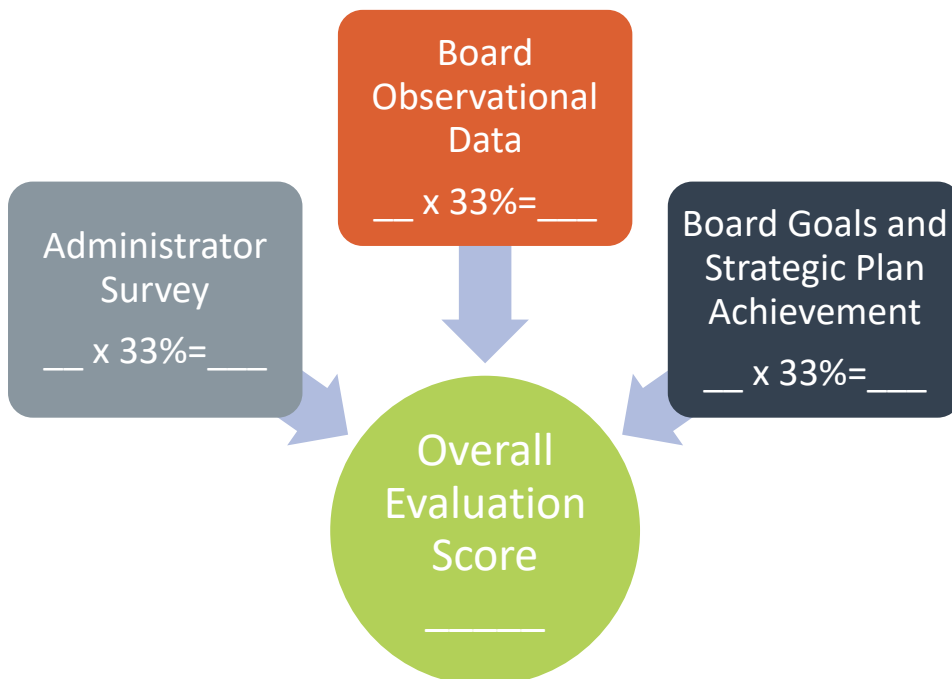 Board
Observational
Data
__ x 33%=___
Administrator
Survey
__ x 33%=___
Board Goals and
Strategic Plan
Achievement
__ x 33%=___
Overall
Evaluation
Score
_____